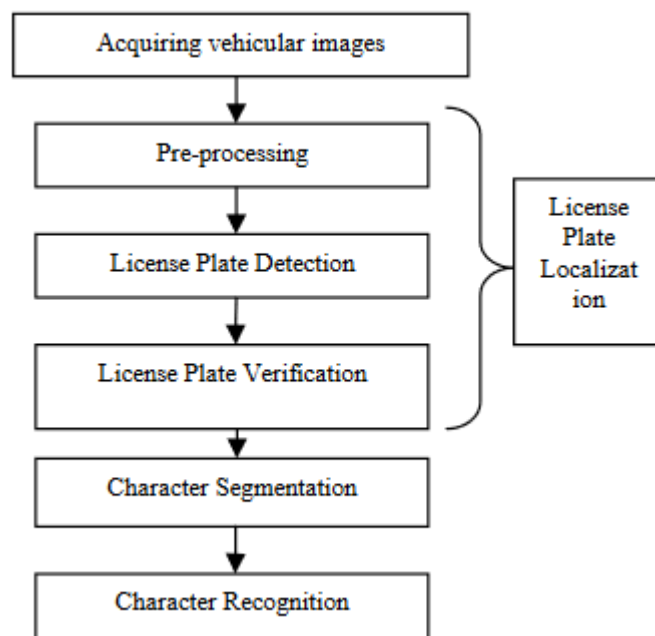 Acquiring vehicular images
Pre-processing
License Plate Detection
License Plate Verification
Character Segmentation
Character Recognition
License
Plate
Localizat
ion